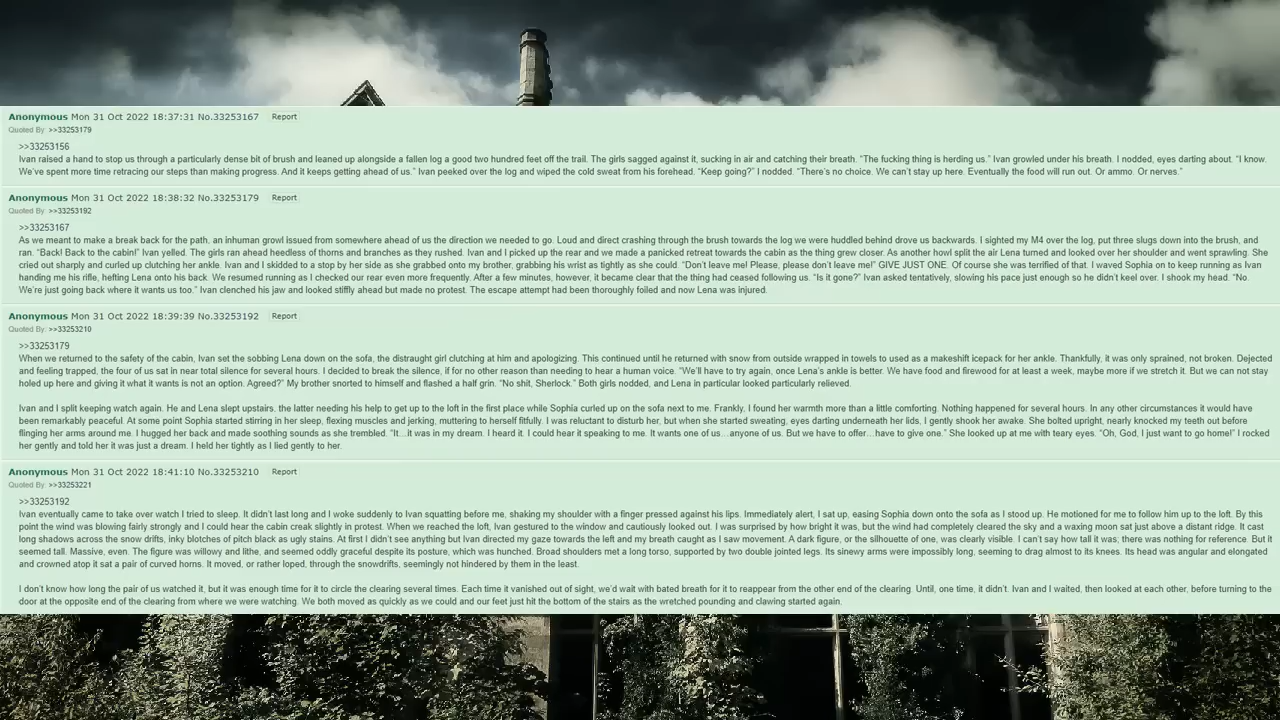 Anonymous Mon 31 Oct 2022 18:37:31 No.33253167 Report
Quoted By: >>33253179
>>33253156
Ivan raised a hand to stop us through a particularly dense bit of brush and leaned up alongside a fallen log a good two hundred feet off the trail. The girls sagged against it, sucking in air and catching their breath. “The fucking thing is herding us.” Ivan growled under his breath. I nodded, eyes darting about. “I know.
We’ve spent more time retracing our steps than making progress. And it keeps getting ahead of us.” Ivan peeked over the log and wiped the cold sweat from his forehead. “Keep going?” I nodded. “There’s no choice. We can’t stay up here. Eventually the food will run out. Or ammo. Or nerves.”
Anonymous Mon 31 Oct 2022 18:38:32 No.33253179 Report
Quoted By: >>33253192
>>33253167
As we meant to make a break back for the path, an inhuman growl issued from somewhere ahead of us the direction we needed to go. Loud and direct crashing through the brush towards the log we were huddled behind drove us backwards. I sighted my M4 over the log, put three slugs down into the brush, and
ran. “Back! Back to the cabin!” Ivan yelled. The girls ran ahead heedless of thorns and branches as they rushed. Ivan and I picked up the rear and we made a panicked retreat towards the cabin as the thing grew closer. As another howl split the air Lena turned and looked over her shoulder and went sprawling. She
cried out sharply and curled up clutching her ankle. Ivan and I skidded to a stop by her side as she grabbed onto my brother, grabbing his wrist as tightly as she could. “Don’t leave me! Please, please don’t leave me!” GIVE JUST ONE. Of course she was terrified of that. I waved Sophia on to keep running as Ivan
handing me his rifle, hefting Lena onto his back. We resumed running as I checked our rear even more frequently. After a few minutes, however, it became clear that the thing had ceased following us. “Is it gone?” Ivan asked tentatively, slowing his pace just enough so he didn’t keel over. I shook my head. “No.
We’re just going back where it wants us too.” Ivan clenched his jaw and looked stiffly ahead but made no protest. The escape attempt had been thoroughly foiled and now Lena was injured.
Anonymous Mon 31 Oct 2022 18:39:39 No.33253192 Report
Quoted By: >>33253210
>>33253179
When we returned to the safety of the cabin, Ivan set the sobbing Lena down on the sofa, the distraught girl clutching at him and apologizing. This continued until he returned with snow from outside wrapped in towels to used as a makeshift icepack for her ankle. Thankfully, it was only sprained, not broken. Dejected
and feeling trapped, the four of us sat in near total silence for several hours. I decided to break the silence, if for no other reason than needing to hear a human voice. “We’ll have to try again, once Lena’s ankle is better. We have food and firewood for at least a week, maybe more if we stretch it. But we can not stay
holed up here and giving it what it wants is not an option. Agreed?” My brother snorted to himself and flashed a half grin. “No shit, Sherlock.” Both girls nodded, and Lena in particular looked particularly relieved.
Ivan and I split keeping watch again. He and Lena slept upstairs, the latter needing his help to get up to the loft in the first place while Sophia curled up on the sofa next to me. Frankly, I found her warmth more than a little comforting. Nothing happened for several hours. In any other circumstances it would have
been remarkably peaceful. At some point Sophia started stirring in her sleep, flexing muscles and jerking, muttering to herself fitfully. I was reluctant to disturb her, but when she started sweating, eyes darting underneath her lids, I gently shook her awake. She bolted upright, nearly knocked my teeth out before
flinging her arms around me. I hugged her back and made soothing sounds as she trembled. “It…it was in my dream. I heard it. I could hear it speaking to me. It wants one of us…anyone of us. But we have to offer…have to give one.” She looked up at me with teary eyes. “Oh, God, I just want to go home!” I rocked
her gently and told her it was just a dream. I held her tightly as I lied gently to her.
Anonymous Mon 31 Oct 2022 18:41:10 No.33253210 Report
Quoted By: >>33253221
>>33253192
Ivan eventually came to take over watch I tried to sleep. It didn’t last long and I woke suddenly to Ivan squatting before me, shaking my shoulder with a finger pressed against his lips. Immediately alert, I sat up, easing Sophia down onto the sofa as I stood up. He motioned for me to follow him up to the loft. By this
point the wind was blowing fairly strongly and I could hear the cabin creak slightly in protest. When we reached the loft, Ivan gestured to the window and cautiously looked out. I was surprised by how bright it was, but the wind had completely cleared the sky and a waxing moon sat just above a distant ridge. It cast
long shadows across the snow drifts, inky blotches of pitch black as ugly stains. At first I didn’t see anything but Ivan directed my gaze towards the left and my breath caught as I saw movement. A dark figure, or the silhouette of one, was clearly visible. I can’t say how tall it was, there was nothing for reference. But it
seemed tall. Massive, even. The figure was willowy and lithe, and seemed oddly graceful despite its posture, which was hunched. Broad shoulders met a long torso, supported by two double jointed legs. Its sinewy arms were impossibly long, seeming to drag almost to its knees. Its head was angular and elongated
and crowned atop it sat a pair of curved horns. It moved, or rather loped, through the snowdrifts, seemingly not hindered by them in the least.
I don’t know how long the pair of us watched it, but it was enough time for it to circle the clearing several times. Each time it vanished out of sight, we’d wait with bated breath for it to reappear from the other end of the clearing. Until, one time, it didn’t. Ivan and I waited, then looked at each other, before turning to the
door at the opposite end of the clearing from where we were watching. We both moved as quickly as we could and our feet just hit the bottom of the stairs as the wretched pounding and clawing started again.